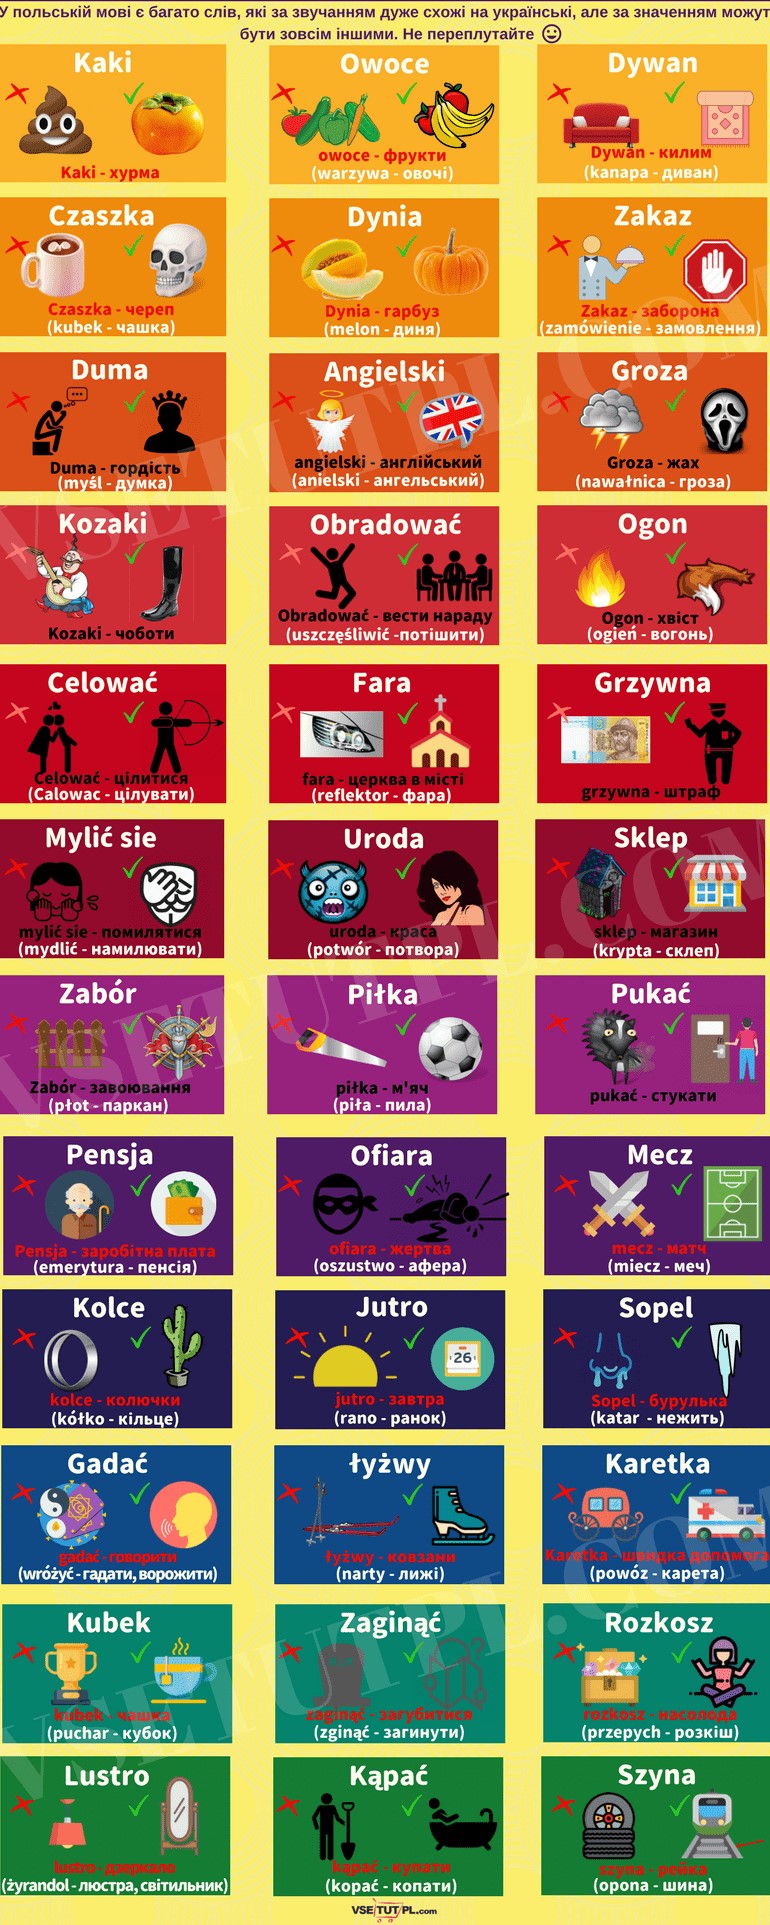 У польській мові є багато слів, які за звучанням дуже схожі на українські, але за значенням можуть
бути зовсім іншими. Не переплутайте
Kaki
Kaki - хурма
Owoce
owoce - фрукти
(warzywa - овочі)
Dywan
Dywan - килим
(kanapa - диван)
Czaszka
Czaszka - череп
(kubek - чашка)
Dynia
Dynia - гарбуз
(melon - диня)
Zakaz
Zakaz - заборона
(zamówienie - замовлення)
Duma
Duma - гордість
(myśl - думка)
Angielski
angielski - англійський
(anielski - ангельський)
Groza
Groza - жах
(nawałnica - гроза)
Kozaki
Kozaki - чоботи
Obradować
Obradować - вести нараду
(uszczęśliwić -потішити)
Ogon
Ogon - хвіст
(ogień - вогонь)
Celować
Celować - цілитися
(Calowac - цілувати)
Fara
fara - церква в місті
(reflektor - фара)
Grzywna
1
grzywna - штраф
Mylić sie
mylić sie - помилятися
(mydlić - намилювати)
Uroda
uroda - краса
(potwór - потвора)
Sklep
sklep - магазин
(krypta - склеп)
Zabór
Zabór - завоювання
(płot - паркан)
Piłka
piłka - м'яч
(piła - пила)
Pukać
pukać - стукати
Pensja
Pensja - заробітна плата
(emerytura - пенсія)
Ofiara
ofiara - жертва
(oszustwo - афера)
Mecz
mecz - матч
(miecz - меч)
Kolce
kolce - колючки
(kółko - кільце)
Jutro
26
jutro - завтра
(rano - ранок)
Sopel
Sopel - бурулька
(katar - нежить)
Gadać
gadać - говорити
(wróżyć - гадати, ворожити)
łyżwy
łyżwy - ковзани
(narty - лижі)
Karetka
Karetka - швидка допомога
(powóz - карета)
Kubek
kubek - чашка
(puchar - кубок)
Zaginąć
zaginąć - загубитися
(zginąć - загинути)
Rozkosz
rozkosz - насолода
(przepych - розкіш)
Lustro
lustro - дзеркало
(żyrandol - люстра, світильник)
Kąpać
kąpać - купати
(kopać - копати)
Szyna
szyna - рейка
(opona - шина)
VSETUTPL.com